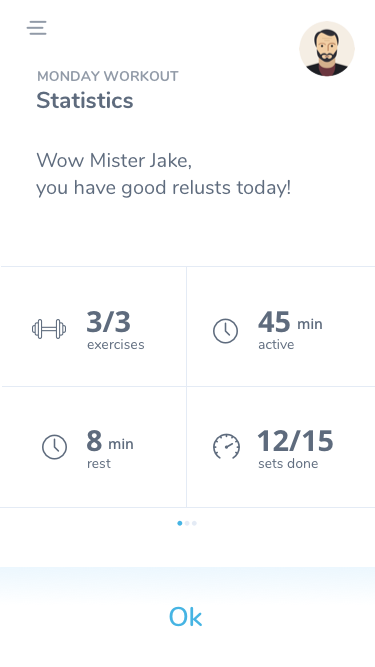 MONDAY WORKOUT
Statistics
Wow Mister Jake,
you have good relusts today!
3/3
exercises
45 min
active
8 min
rest
12/15
sets done
Ok